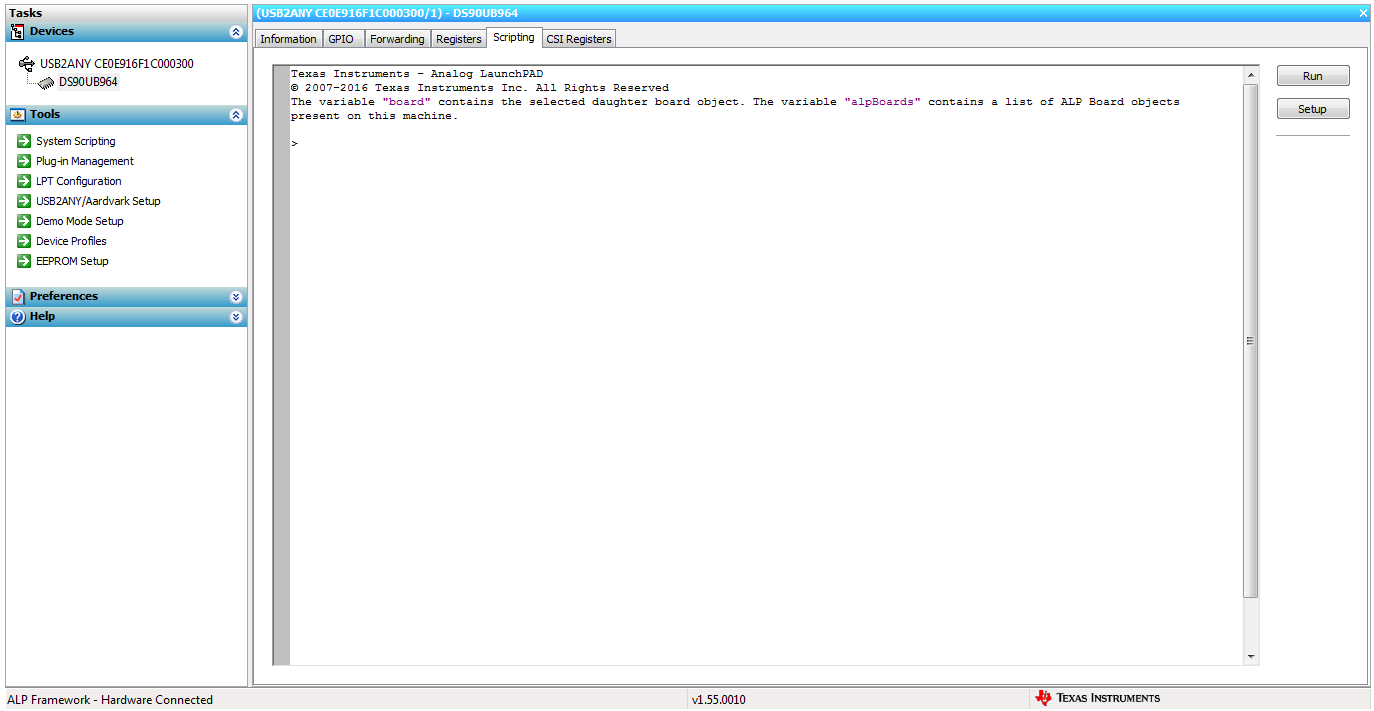 Tasks
Devices
USB2ANY CE0E916F1C000300
DS90UB964
Tools
System Scripting
Plug-in Management
LPT Configuration
USB2ANY/Aardvark Setup
Demo Mode Setup
Device Profiles
EEPROM Setup
Preferences
Help
(USB2ANY CE0E916F1C000300/1) - DS90UB964
Information GPIO Forwarding Registers Scripting CSI Registers
Texas Instruments - Analog LaunchPAD
© 2007-2016 Texas Instruments Inc. All Rights Reserved
The variable "board" contains the selected daughter board object. The variable "alpBoards" contains a list of ALP Board objects
present on this machine.
>
Run
Setup
ALP Framework - Hardware Connected
v1.55.0010
TEXAS INSTRUMENTS